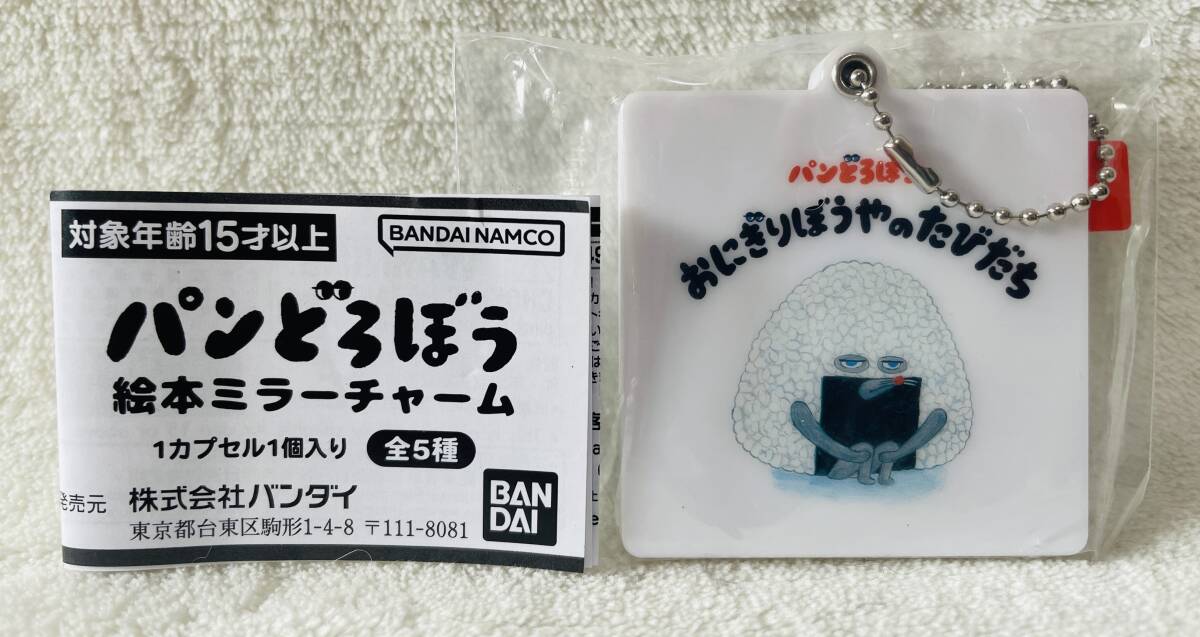 対象年齢15才以上
BANDAI NAMCO
パンどろぼう
絵本ミラーチャーム
1カプセル1個入り 全5種
発売元 株式会社バンダイ
東京都台東区駒形1-4-8 〒111-8081
BAN
DAI
パンどろぼう
おにぎりぼうやのたびだち